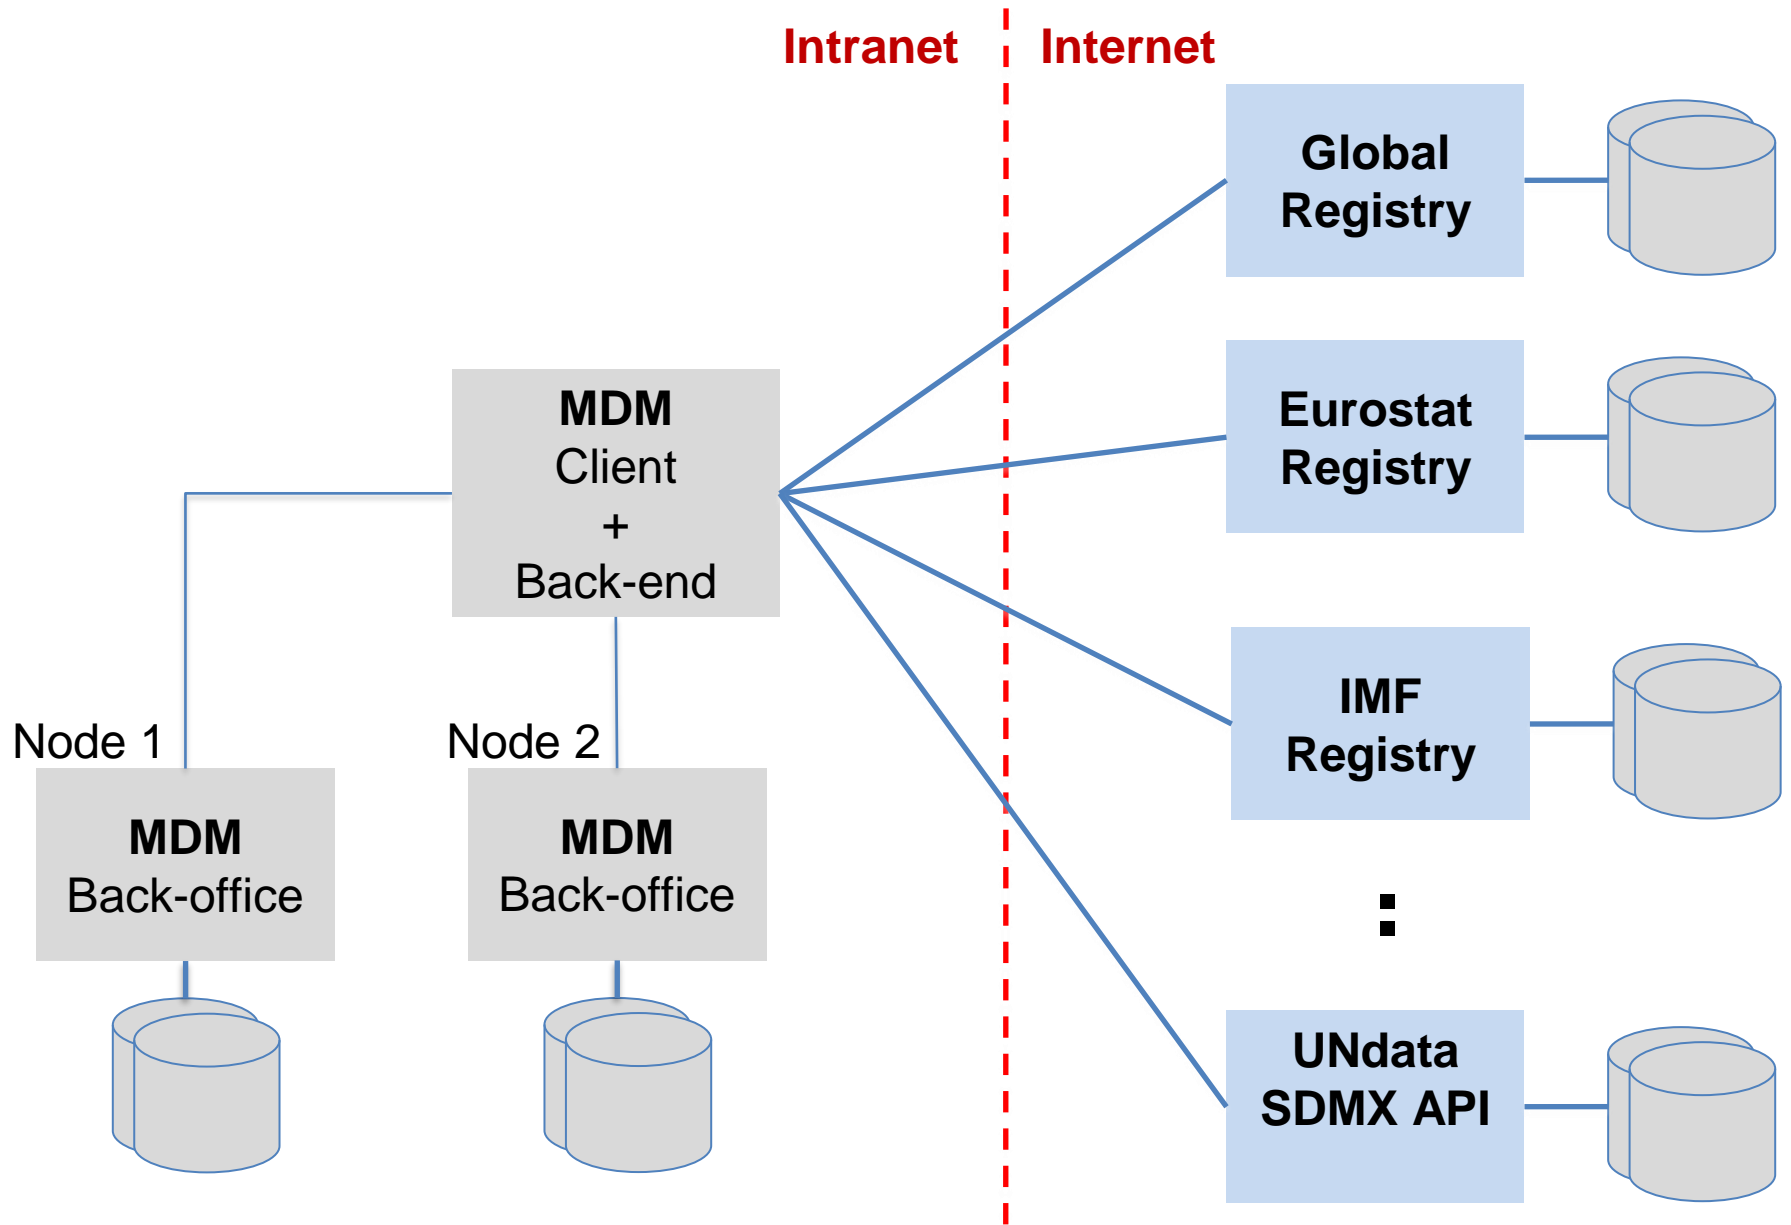 Intranet
Internet
Global
Registry
Eurostat
Registry
MDM
Client
+
Back-end
IMF
Registry
Node 1
Node 2
MDM
Back-office
MDM
Back-office
:
UNdata
SDMX API